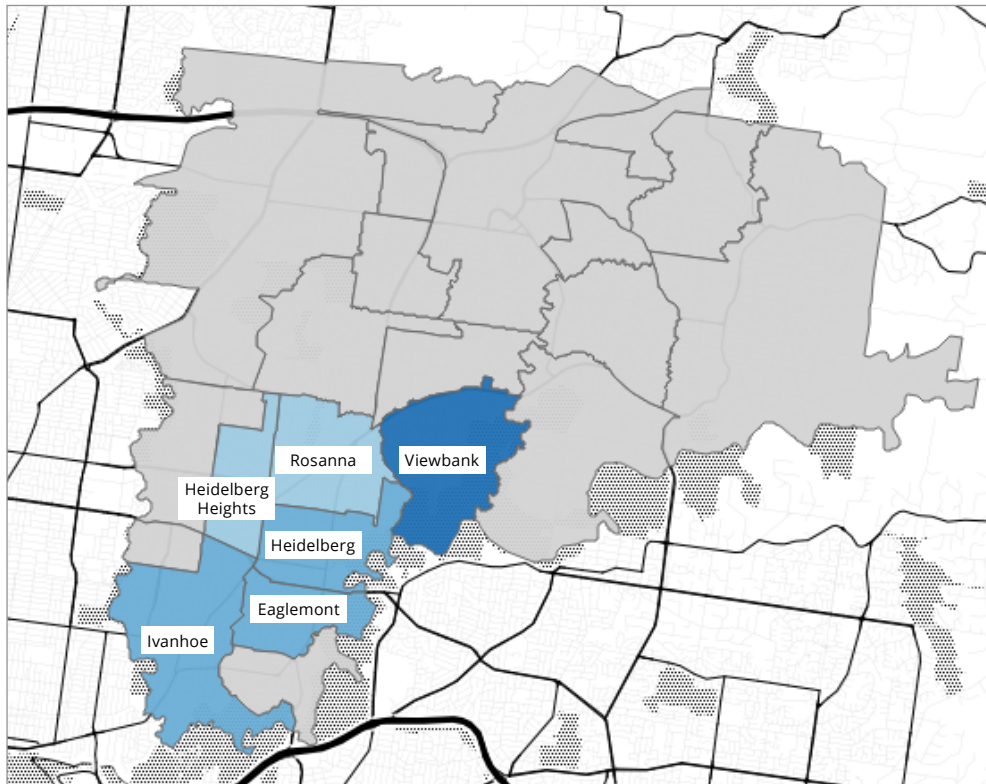 Rosanna
Viewbank
Heidelberg
Heights
Heidelberg
Eaglemont
Ivanhoe